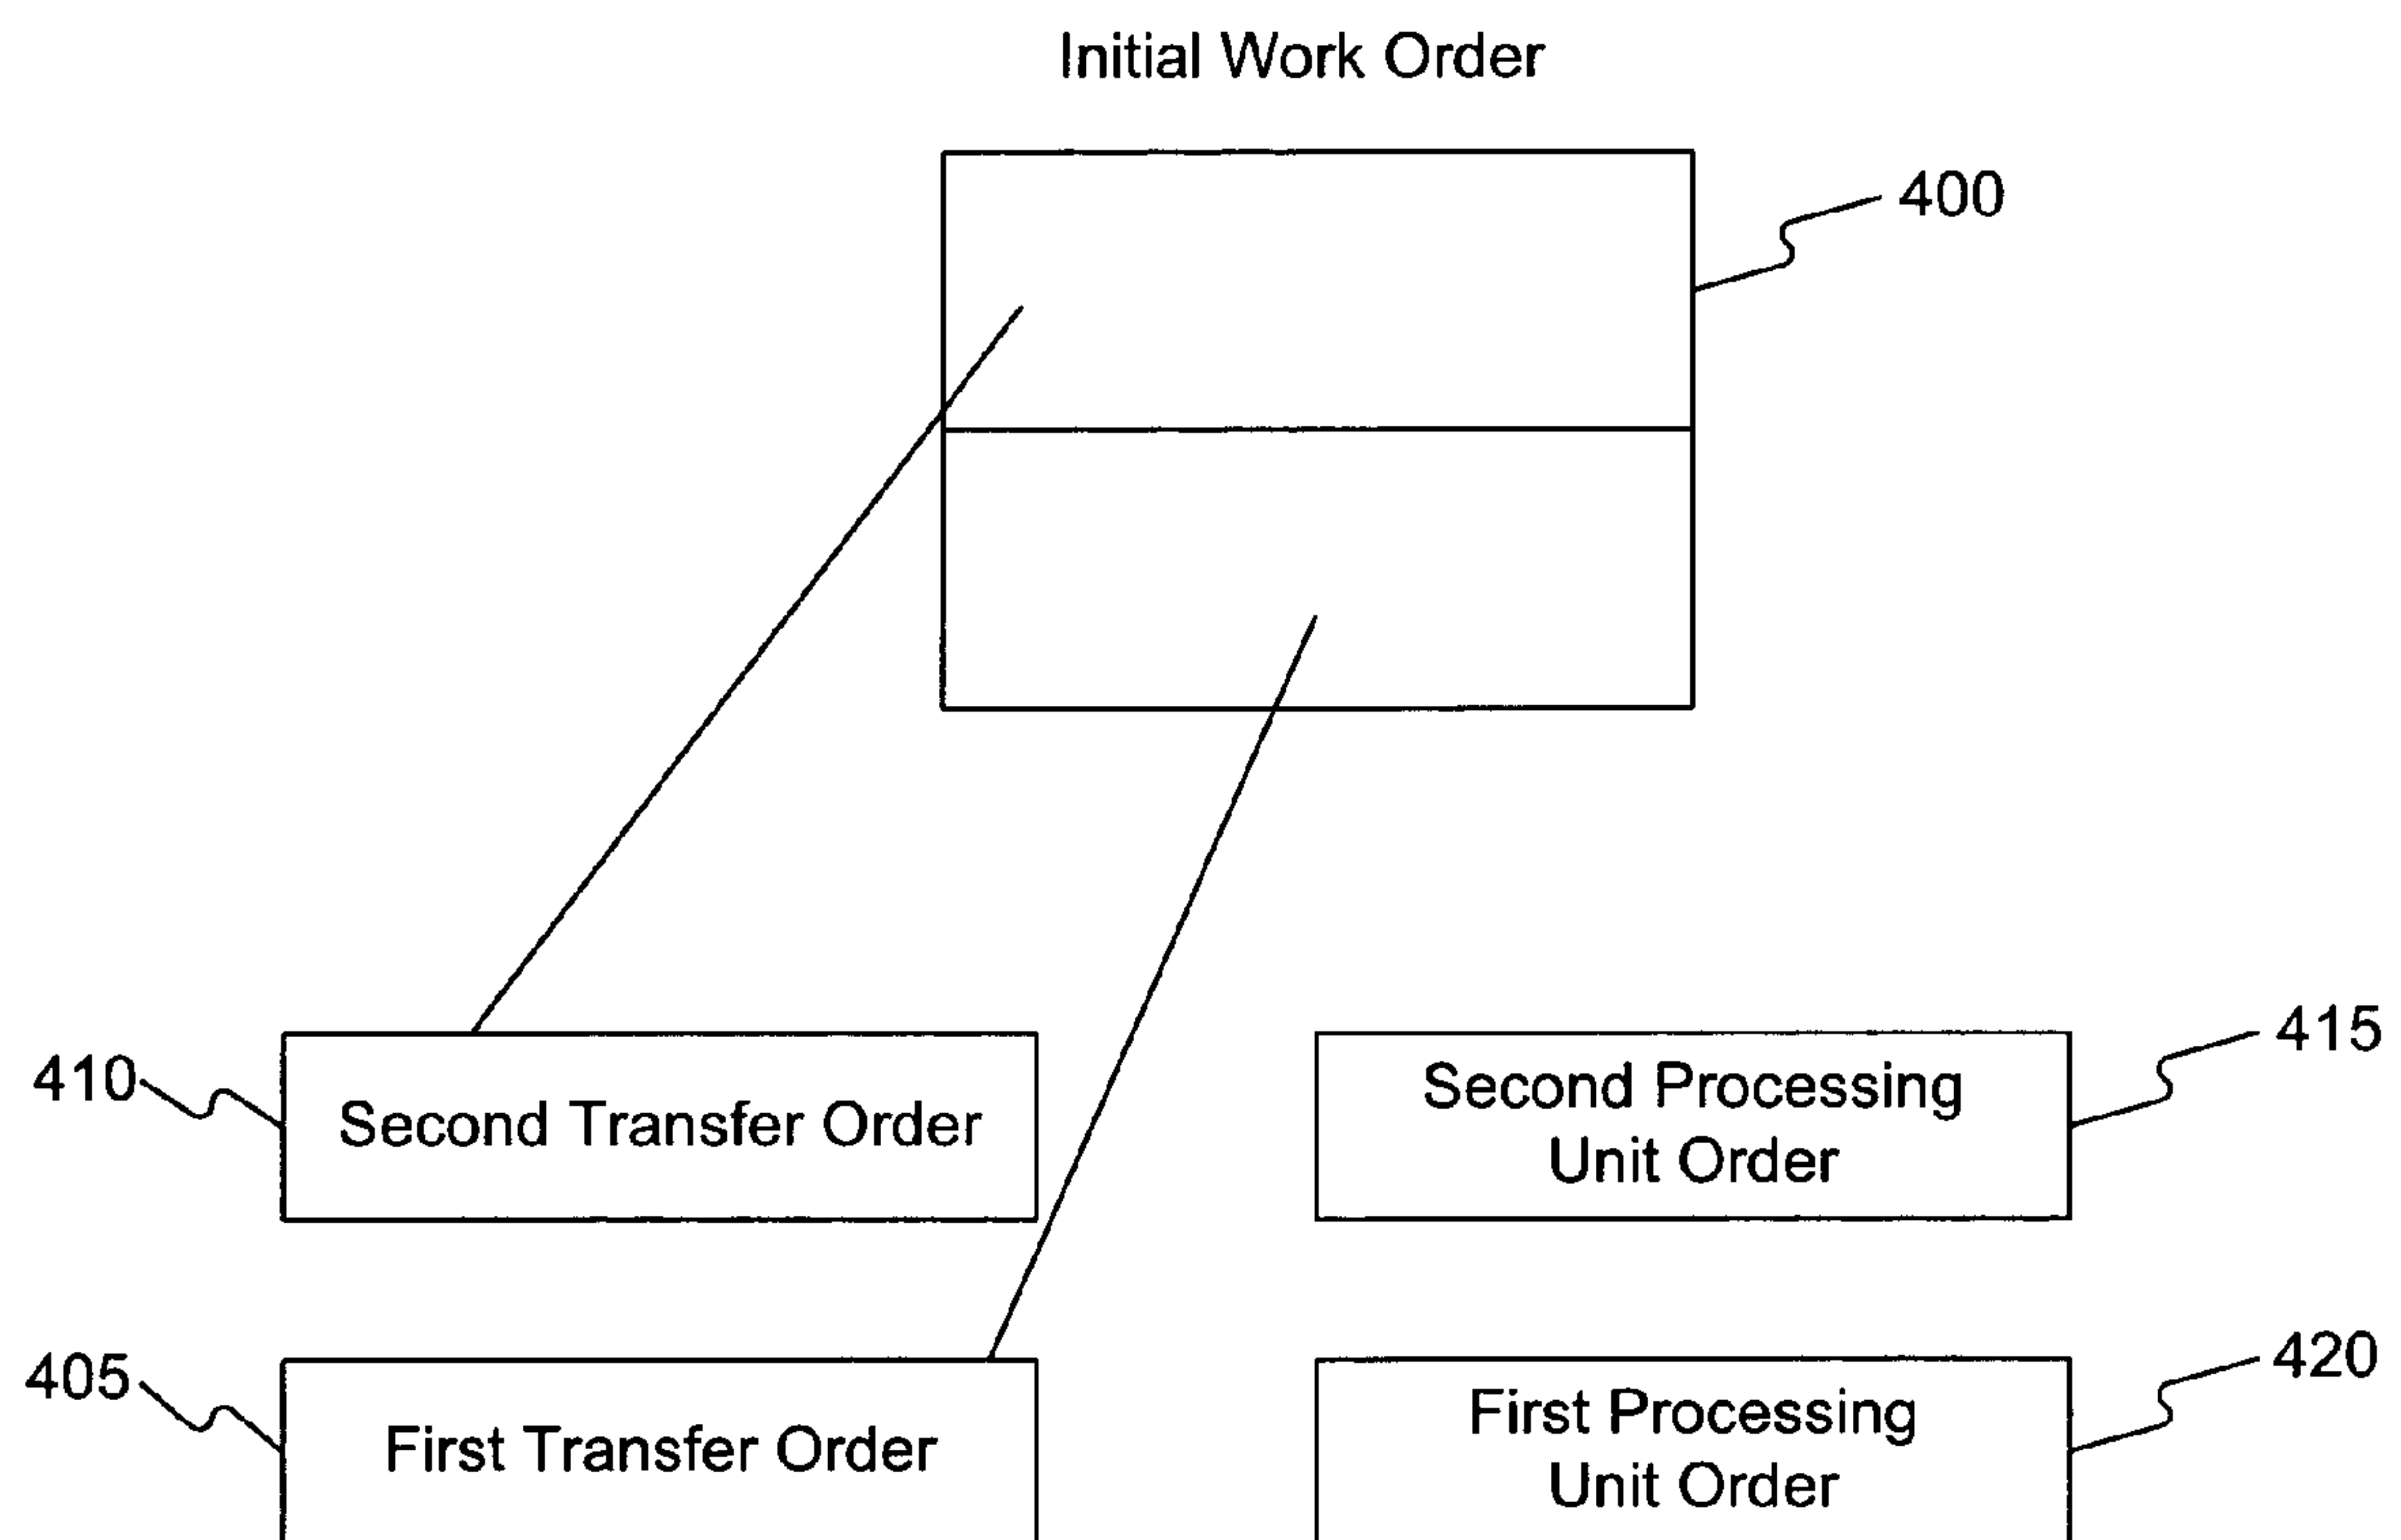 Initial Work Order
400
410
Second Transfer Order
Second Processing
Unit Order
415
405
First Transfer Order
First Processing
Unit Order
420